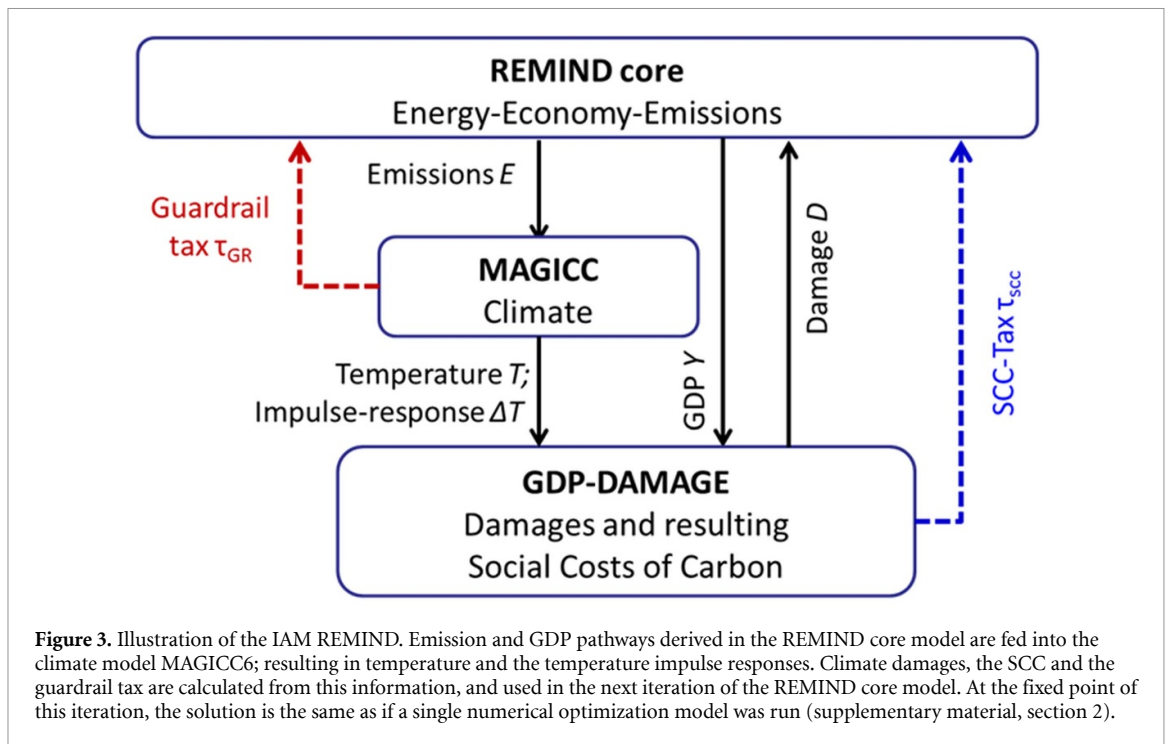 REMIND core
Energy-Economy-Emissions
Emissions E
Guardrail
tax τGR
MAGICC
Climate
Temperature T;
Impulse-response ΔT
GDP Y
Damage D
SCC-Tax τscc
GDP-DAMAGE
Damages and resulting
Social Costs of Carbon
Figure 3. Illustration of the IAM REMIND. Emission and GDP pathways derived in the REMIND core model are fed into the
climate model MAGICC6; resulting in temperature and the temperature impulse responses. Climate damages, the SCC and the
guardrail tax are calculated from this information, and used in the next iteration of the REMIND core model. At the fixed point of
this iteration, the solution is the same as if a single numerical optimization model was run (supplementary material, section 2).